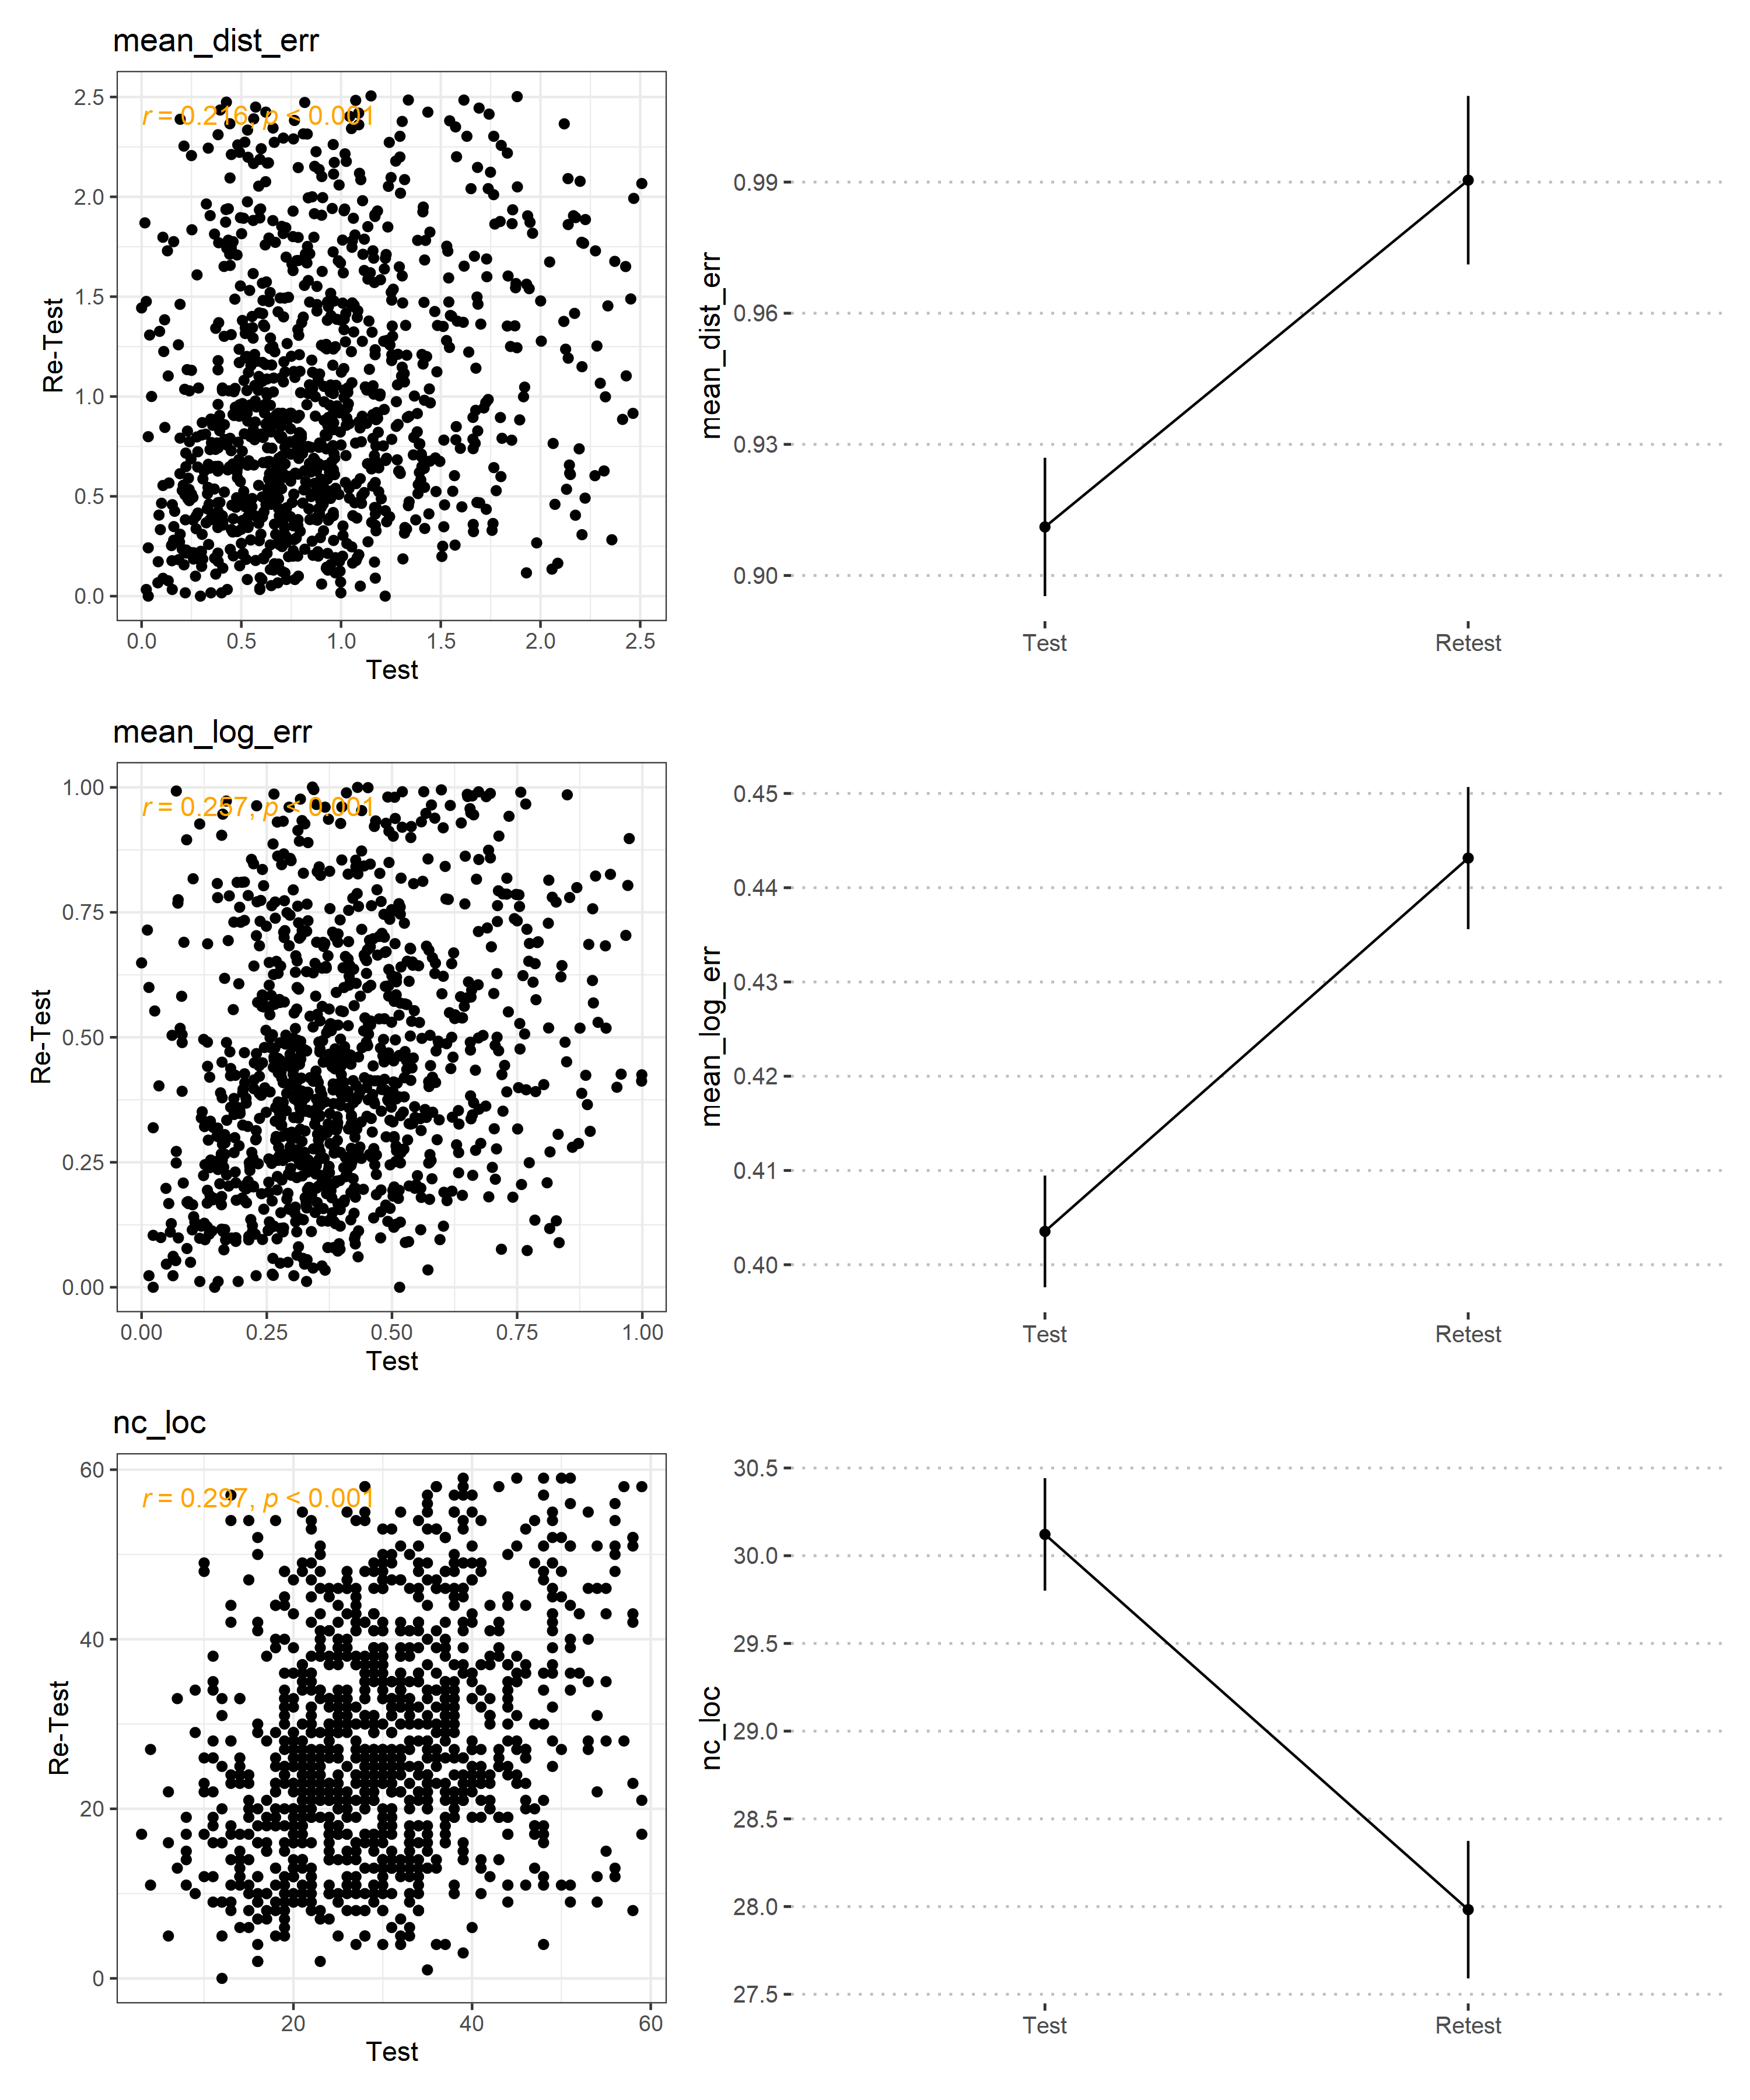 mean_dist_err
r = 0.216, p < 0.001
2.5
2.0
1.5
1.0
0.5
0.0
Re-Test
0.0 0.5 1.0 1.5 2.0 2.5
Test
mean_dist_err
0.99
0.96
0.93
0.90
Test Retest
mean_log_err
r = 0.257, p < 0.001
1.00
0.75
0.50
0.25
0.00
Re-Test
0.00 0.25 0.50 0.75 1.00
Test
mean_log_err
0.45
0.44
0.43
0.42
0.41
0.40
Test Retest
nc_loc
r = 0.297, p < 0.001
60
40
20
0
Re-Test
20 40 60
Test
nc_loc
30.5
30.0
29.5
29.0
28.5
28.0
27.5
Test Retest